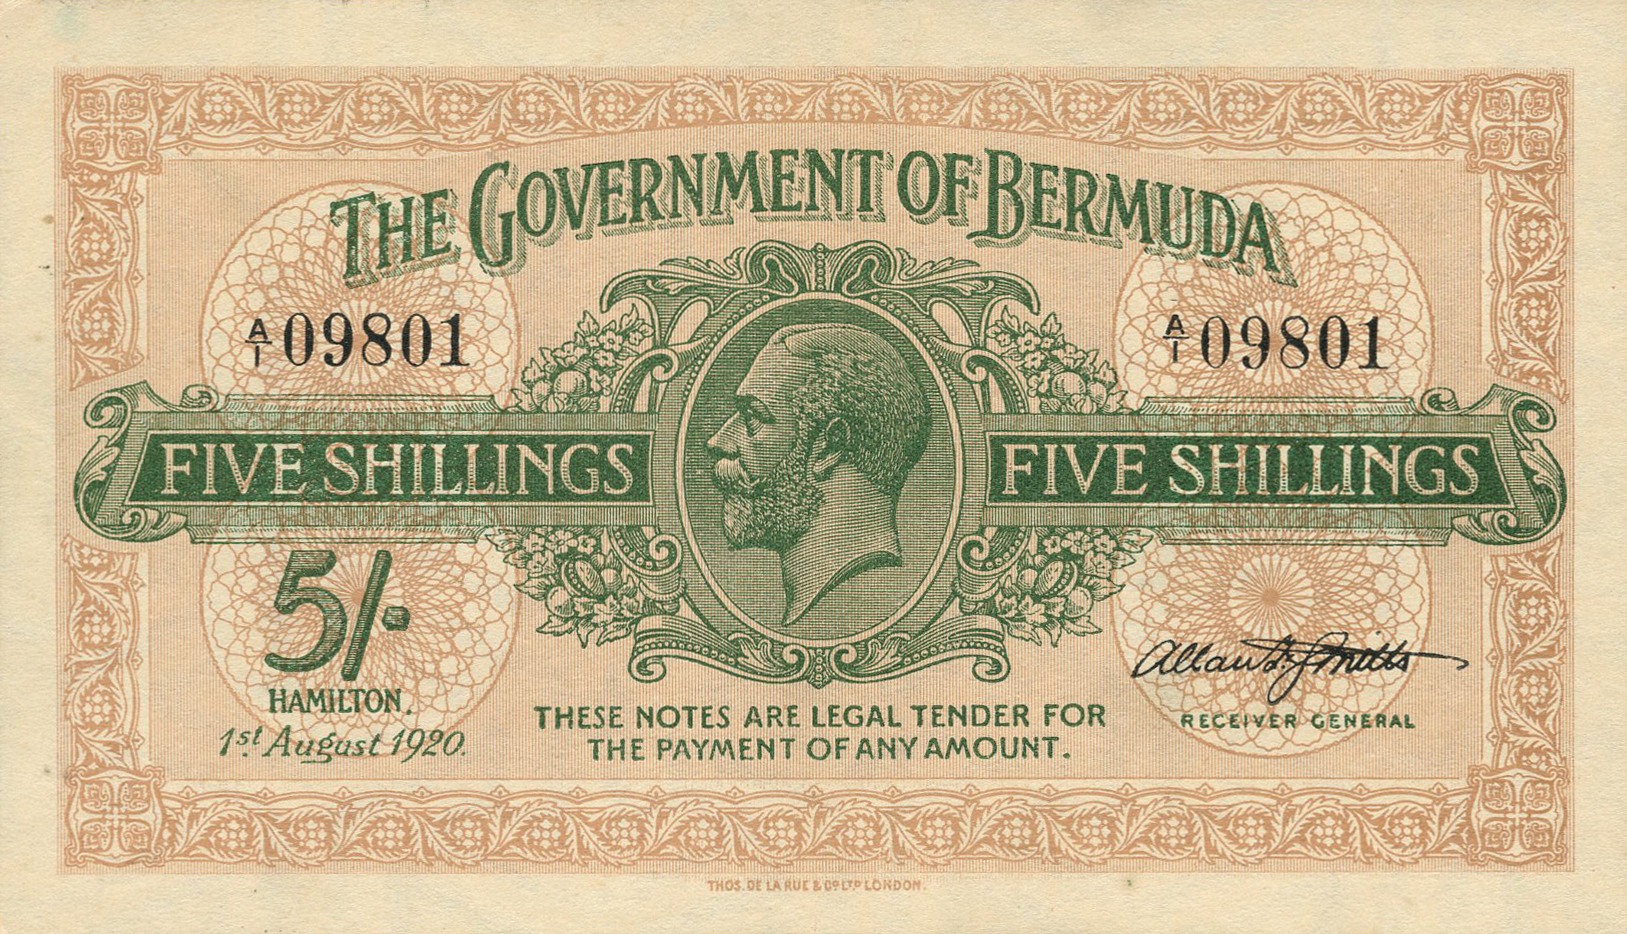 THE GOVERNMENT OF BERMUDA
A/1 09801
A/1 09801
FIVE SHILLINGS
FIVE SHILLINGS
5/-
HAMILTON.
1st August 1920.
THESE NOTES ARE LEGAL TENDER FOR
THE PAYMENT OF ANY AMOUNT.
RECEIVER GENERAL
THOS. DE LA RUE & CO LTD LONDON.